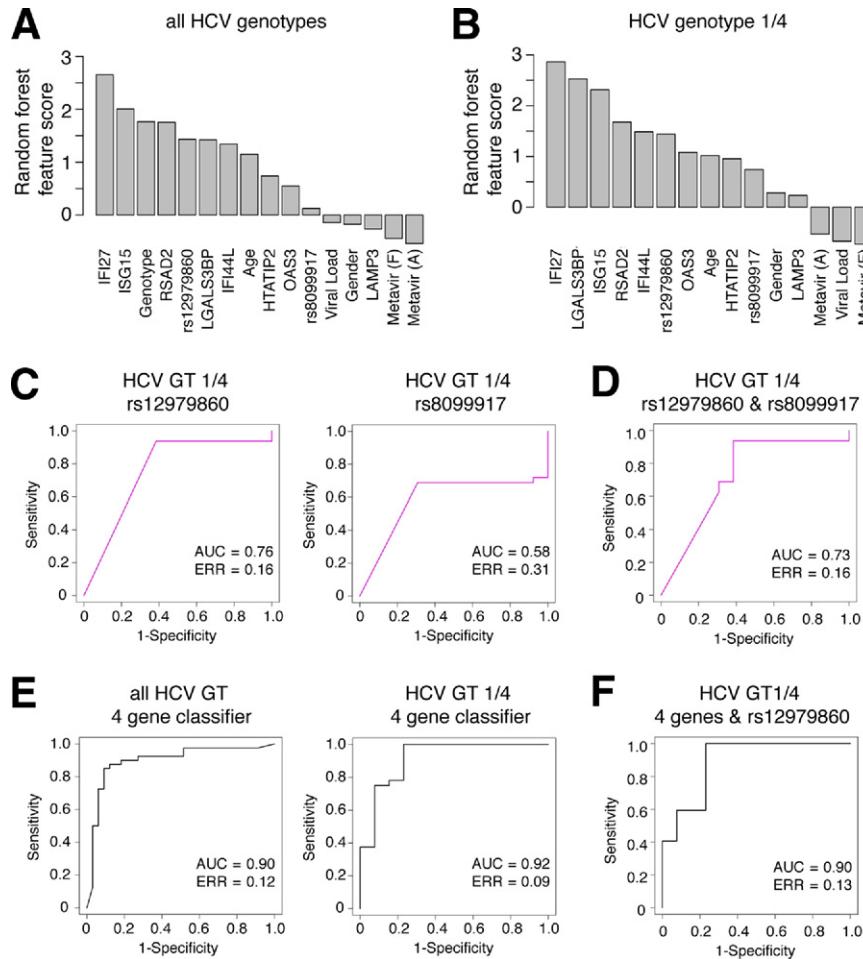 A
all HCV genotypes
Random forest
feature score
3
2
1
0
IFI27
ISG15
Genotype
RSAD2
rs12979860
LGALS3BP
IFI44L
Age
HTATIP2
OAS3
rs8099917
Viral Load
Gender
LAMP3
Metavir (F)
Metavir (A)
B
HCV genotype 1/4
Random forest
feature score
3
2
1
0
IFI27
LGALS3BP
ISG15
RSAD2
IFI44L
rs12979860
OAS3
Age
HTATIP2
rs8099917
Gender
LAMP3
Metavir (A)
Viral Load
Metavir (F)
C
HCV GT 1/4
rs12979860
Sensitivity
1.0
0.8
0.6
0.4
0.2
0
AUC = 0.76
ERR = 0.16
0 0.2 0.4 0.6 0.8 1.0
1-Specificity
HCV GT 1/4
rs8099917
Sensitivity
1.0
0.8
0.6
0.4
0.2
0
AUC = 0.58
ERR = 0.31
0 0.2 0.4 0.6 0.8 1.0
1-Specificity
D
HCV GT 1/4
rs12979860 & rs8099917
Sensitivity
1.0
0.8
0.6
0.4
0.2
0
AUC = 0.73
ERR = 0.16
0 0.2 0.4 0.6 0.8 1.0
1-Specificity
E
all HCV GT
4 gene classifier
Sensitivity
1.0
0.8
0.6
0.4
0.2
0
AUC = 0.90
ERR = 0.12
0 0.2 0.4 0.6 0.8 1.0
1-Specificity
HCV GT 1/4
4 gene classifier
Sensitivity
1.0
0.8
0.6
0.4
0.2
0
AUC = 0.92
ERR = 0.09
0 0.2 0.4 0.6 0.8 1.0
1-Specificity
F
HCV GT1/4
4 genes & rs12979860
Sensitivity
1.0
0.8
0.6
0.4
0.2
0
AUC = 0.90
ERR = 0.13
0 0.2 0.4 0.6 0.8 1.0
1-Specificity